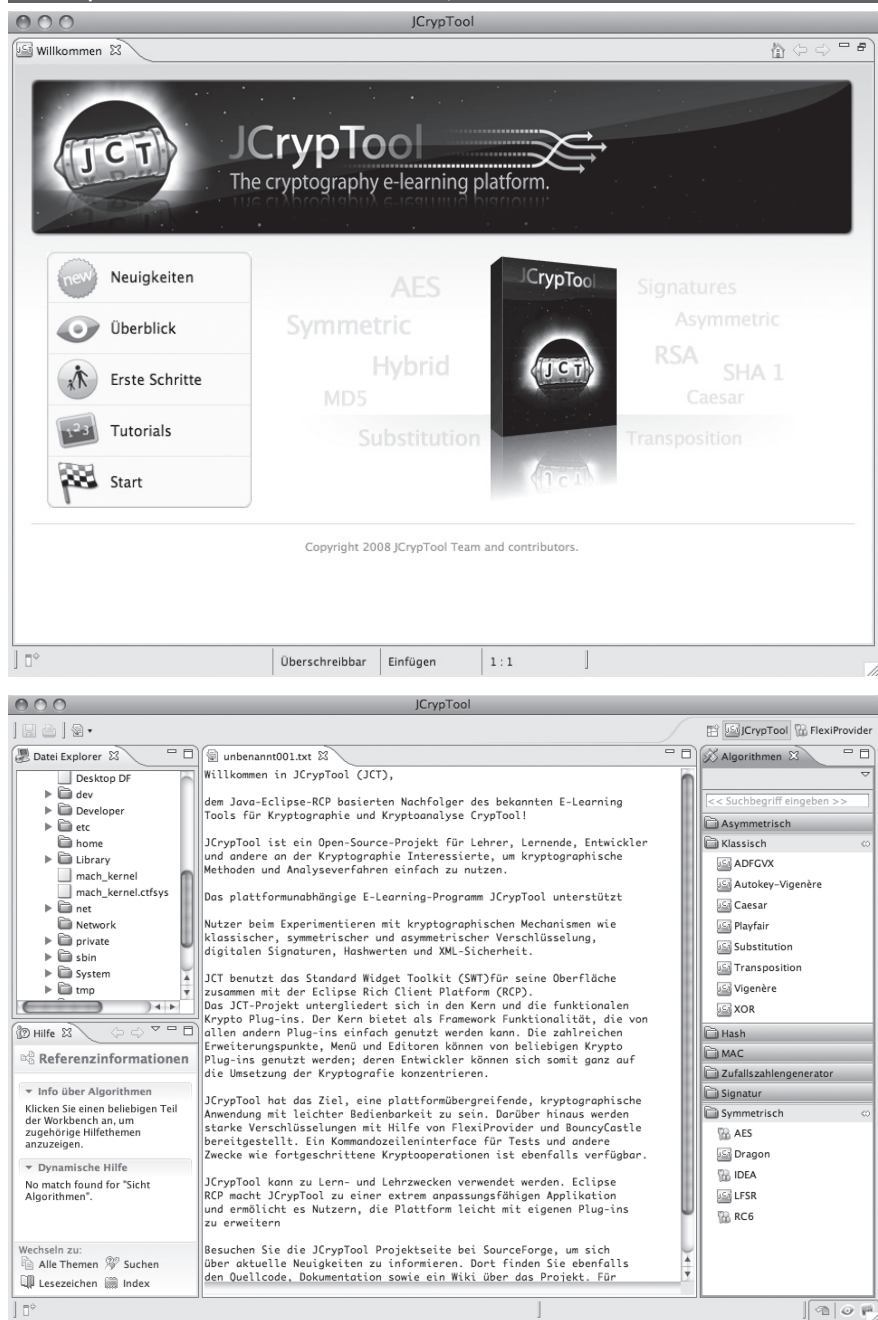 JCrypTool
Willkommen
JCT
JCrypTool
The cryptography e-learning platform.
new
Neuigkeiten
Überblick
Erste Schritte
1 2 3
Tutorials
Start
AES
Symmetric
Hybrid
MD5
Substitution
JCrypTool
JCT
Signatures
Asymmetric
RSA
SHA 1
Caesar
Transposition
Copyright 2008 JCrypTool Team and contributors.
Überschreibbar
Einfügen
1 : 1
JCrypTool
JCrypTool
FlexiProvider
Datei Explorer
Desktop DF
dev
Developer
etc
home
Library
mach_kernel
mach_kernel.ctfsys
net
Network
private
sbin
System
tmp
Hilfe
Referenzinformationen
Info über Algorithmen
Klicken Sie einen beliebigen Teil
der Workbench an, um
zugehörige Hilfethemen
anzuzeigen.
Dynamische Hilfe
No match found for "Sicht
Algorithmen".
Wechseln zu:
Alle Themen
Suchen
Lesezeichen
Index
unbenannt001.txt
Willkommen in JCrypTool (JCT),
dem Java-Eclipse-RCP basierten Nachfolger des bekannten E-Learning
Tools für Kryptographie und Kryptoanalyse CrypTool!
JCrypTool ist ein Open-Source-Projekt für Lehrer, Lernende, Entwickler
und andere an der Kryptographie Interessierte, um kryptographische
Methoden und Analyseverfahren einfach zu nutzen.
Das plattformunabhängige E-Learning-Programm JCrypTool unterstützt
Nutzer beim Experimentieren mit kryptographischen Mechanismen wie
klassischer, symmetrischer und asymmetrischer Verschlüsselung,
digitalen Signaturen, Hashwerten und XML-Sicherheit.
JCT benutzt das Standard Widget Toolkit (SWT)für seine Oberfläche
zusammen mit der Eclipse Rich Client Platform (RCP).
Das JCT-Projekt untergliedert sich in den Kern und die funktionalen
Krypto Plug-ins. Der Kern bietet als Framework Funktionalität, die von
allen andern Plug-ins einfach genutzt werden kann. Die zahlreichen
Erweiterungspunkte, Menü und Editoren können von beliebigen Krypto
Plug-ins genutzt werden; deren Entwickler können sich somit ganz auf
die Umsetzung der Kryptografie konzentrieren.
JCrypTool hat das Ziel, eine plattformübergreifende, kryptographische
Anwendung mit leichter Bedienbarkeit zu sein. Darüber hinaus werden
starke Verschlüsselungen mit Hilfe von FlexiProvider und BouncyCastle
bereitgestellt. Ein Kommandozeileninterface für Tests und andere
Zwecke wie fortgeschrittene Kryptooperationen ist ebenfalls verfügbar.
JCrypTool kann zu Lern- und Lehrzwecken verwendet werden. Eclipse
RCP macht JCrypTool zu einer extrem anpassungsfähigen Applikation
und ermölicht es Nutzern, die Plattform leicht mit eigenen Plug-ins
zu erweitern
Besuchen Sie die JCrypTool Projektseite bei SourceForge, um sich
über aktuelle Neuigkeiten zu informieren. Dort finden Sie ebenfalls
den Quellcode, Dokumentation sowie ein Wiki über das Projekt. Für
Algorithmen
<< Suchbegriff eingeben >>
Asymmetrisch
Klassisch
ADFGVX
Autokey-Vigenère
Caesar
Playfair
Substitution
Transposition
Vigenère
XOR
Hash
MAC
Zufallszahlengenerator
Signatur
Symmetrisch
AES
Dragon
IDEA
LFSR
RC6